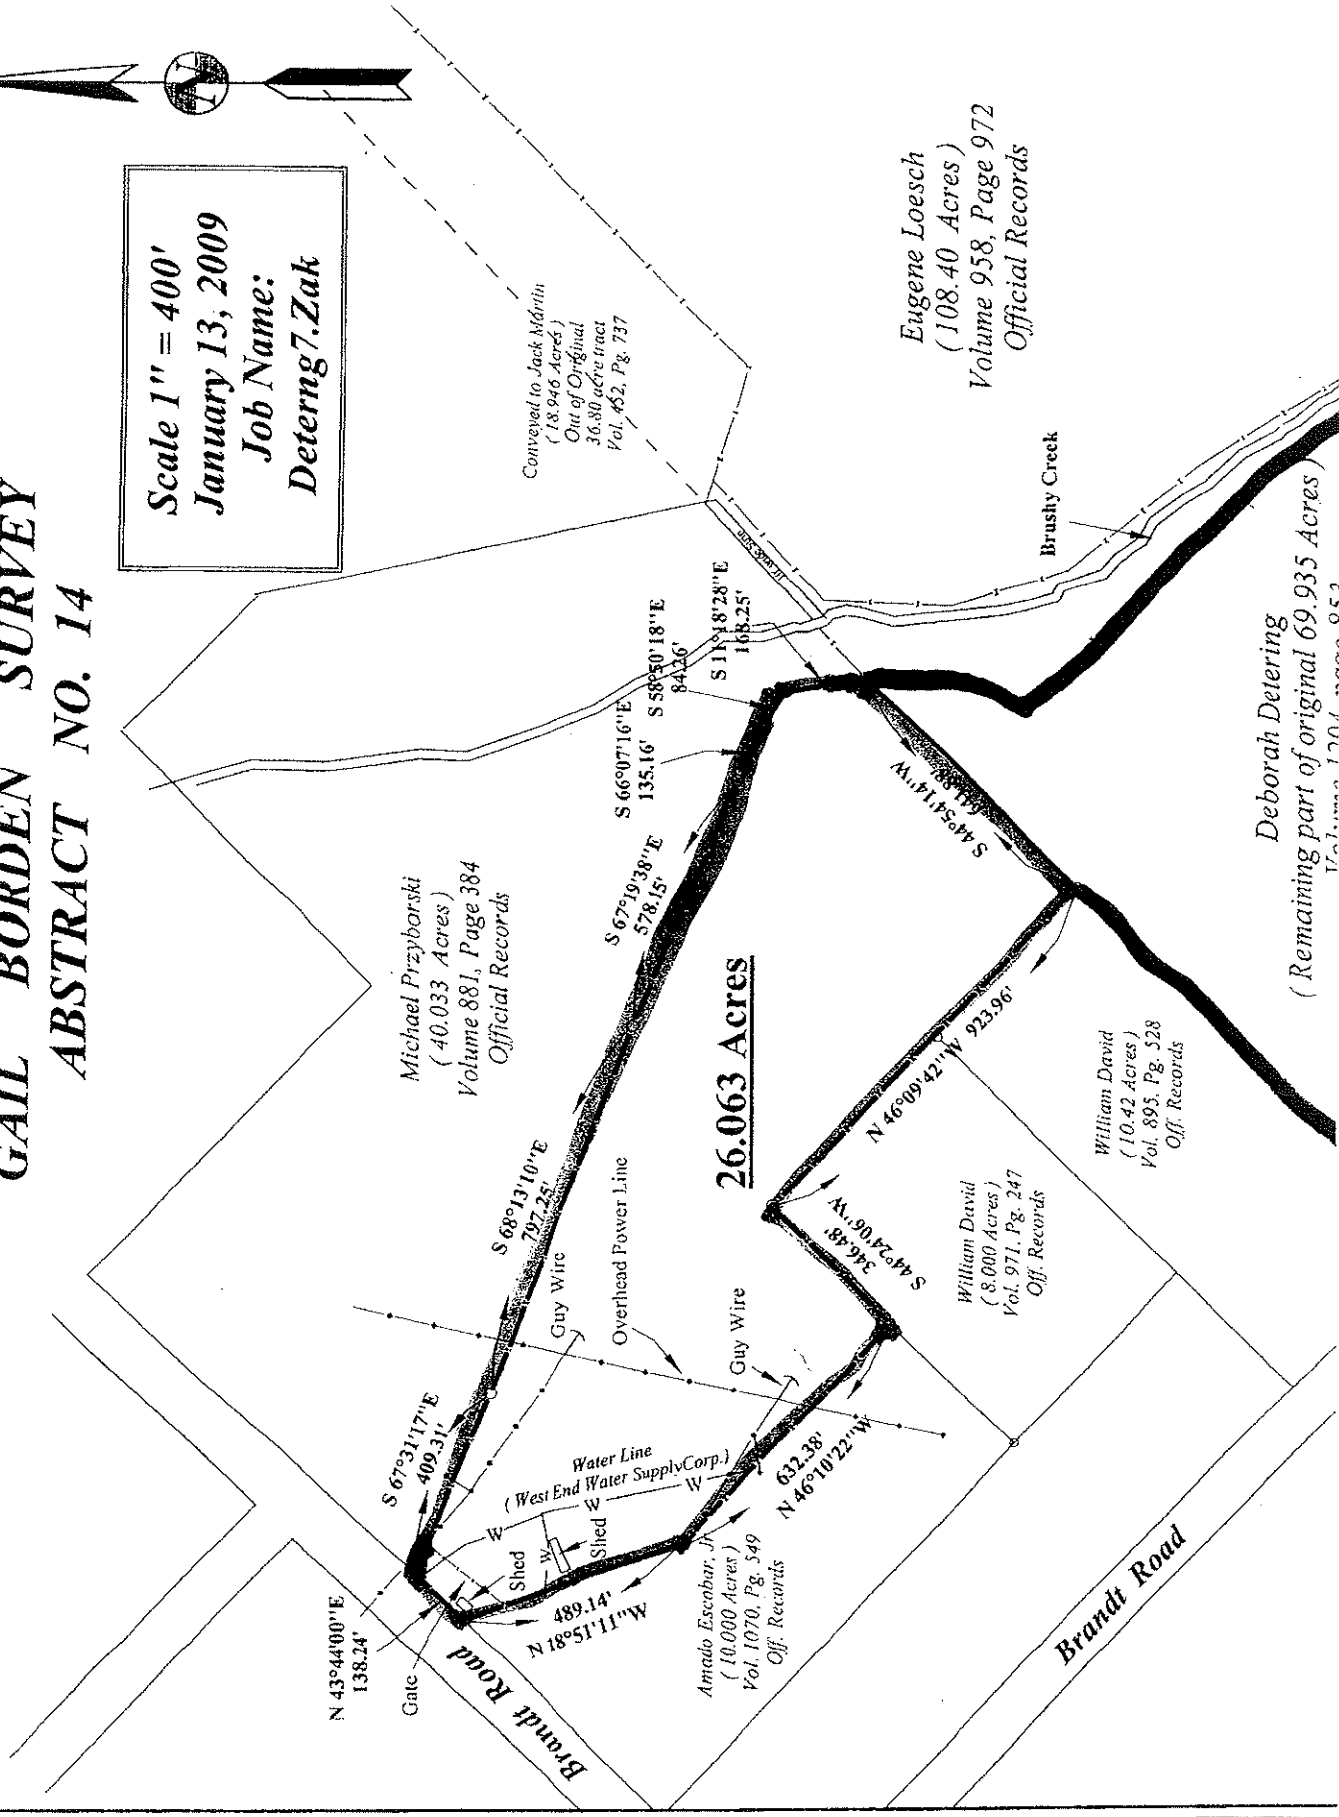 GAIL BORDEN SURVEY
ABSTRACT NO. 14
N
Scale 1" = 400'
January 13, 2009
Job Name:
Deterng7.Zak
Conveyed to Jack Martin
( 18.946 Acres )
Out of Original
36.80 acre tract
Vol. 452, Pg. 737
Eugene Loesch
( 108.40 Acres )
Volume 958, Page 972
Official Records
Michael Przyborski
( 40.033 Acres )
Volume 881, Page 384
Official Records
S 11°18'28"E
168.25'
S 58°50'18"E
84.26'
S 66°07'16"E
135.16'
S 67°19'38"E
578.15'
S 68°13'10"E
797.25'
S 67°31'17"E
409.31'
N 43°44'00"E
138.24'
Gate
Brandt Road
Shed
Shed
W
W
W
W
Water Line
( West End Water SupplyCorp.)
Guy Wire
Overhead Power Line
Guy Wire
26.063 Acres
489.14'
N 18°51'11"W
632.38'
N 46°10'22"W
346.48'
S 44°24'06"W
N 46°09'42"W 923.96'
S 44°54'14"W
641.88'
Brushy Creek
Amado Escobar, Jr
( 10.000 Acres )
Vol. 1070, Pg. 549
Off. Records
William David
( 8.000 Acres )
Vol. 971, Pg. 247
Off. Records
William David
( 10.42 Acres )
Vol. 895, Pg. 528
Off. Records
Brandt Road
Deborah Detering
( Remaining part of original 69.935 Acres)